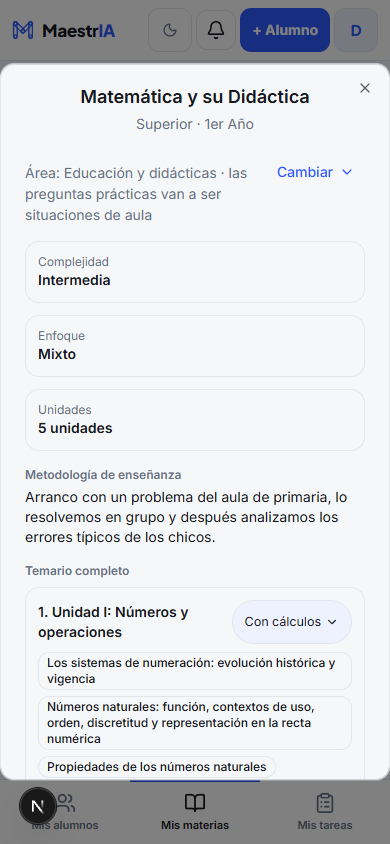 MaestrIA
+ Alumno
D
Matemática y su Didáctica
Superior · 1er Año
Área: Educación y didácticas · las
preguntas prácticas van a ser
situaciones de aula
Cambiar
Complejidad
Intermedia
Enfoque
Mixto
Unidades
5 unidades
Metodología de enseñanza
Arranco con un problema del aula de primaria, lo
resolvemos en grupo y después analizamos los
errores típicos de los chicos.
Temario completo
1. Unidad I: Números y
operaciones
Con cálculos
Los sistemas de numeración: evolución histórica y
vigencia
Números naturales: función, contextos de uso,
orden, discretitud y representación en la recta
numérica
Propiedades de los números naturales
N
Mis alumnos
Mis materias
Mis tareas